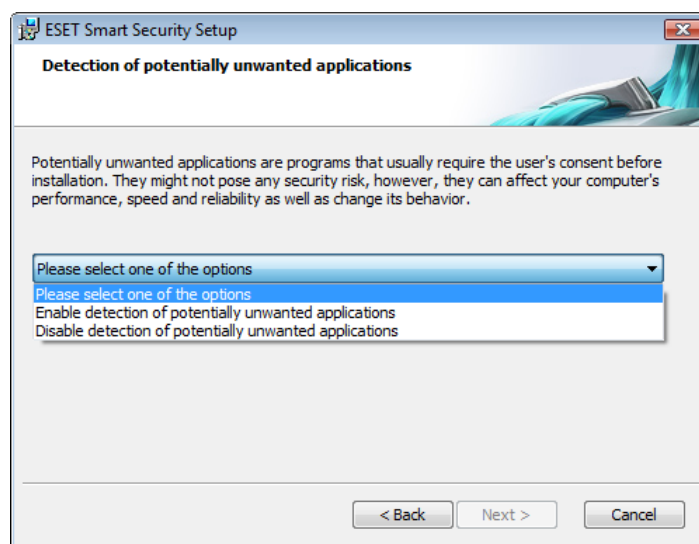 ESET Smart Security Setup
Detection of potentially unwanted applications
Potentially unwanted applications are programs that usually require the user's consent before
installation. They might not pose any security risk, however, they can affect your computer's
performance, speed and reliability as well as change its behavior.
Please select one of the options
Please select one of the options
Enable detection of potentially unwanted applications
Disable detection of potentially unwanted applications
< Back Next > Cancel